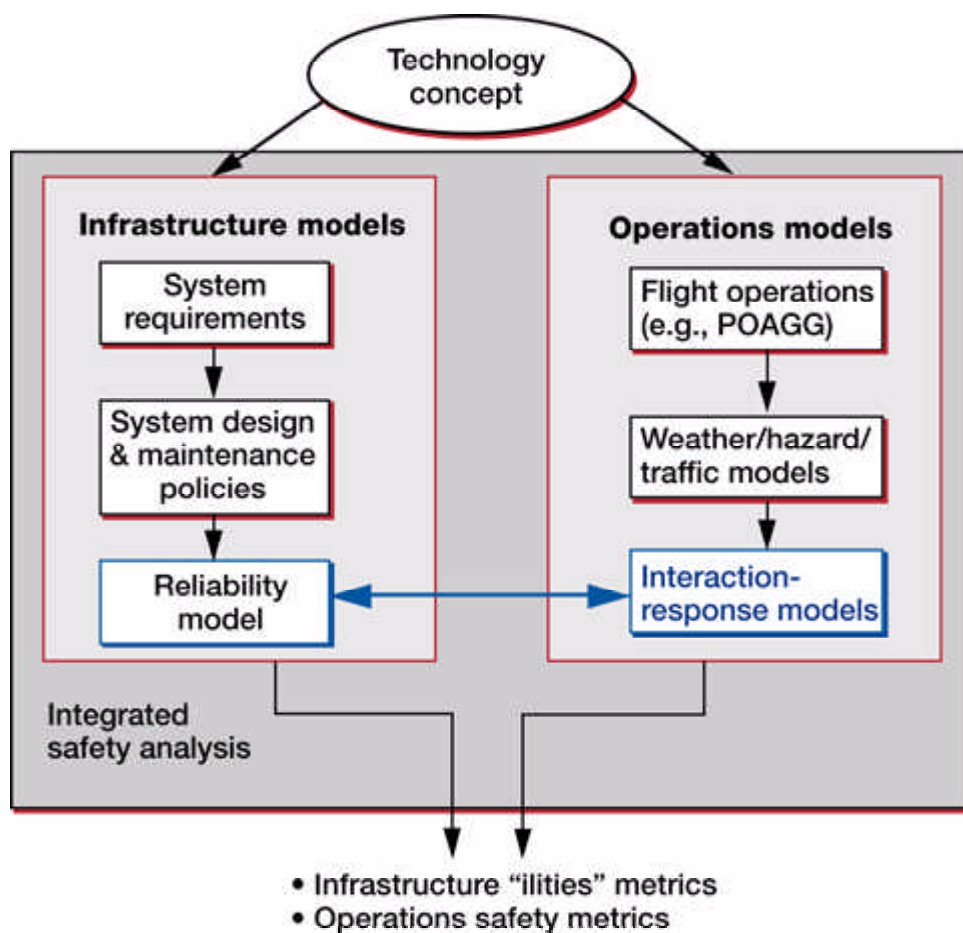 Technology
concept
Infrastructure models
System
requirements
System design
& maintenance
policies
Reliability
model
Operations models
Flight operations
(e.g., POAGG)
Weather/hazard/
traffic models
Interaction-
response models
Integrated
safety analysis
• Infrastructure “ilities” metrics
• Operations safety metrics